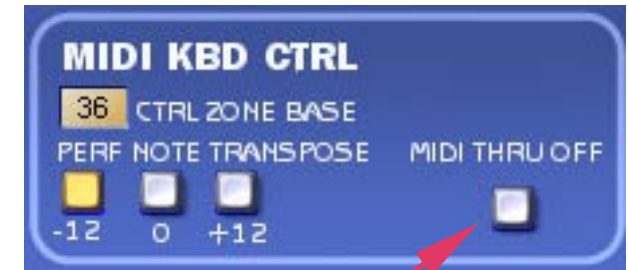 MIDI KBD CTRL
36 CTRL ZONE BASE
PERF NOTE TRANSPOSE MIDI THRU OFF
-12 0 +12